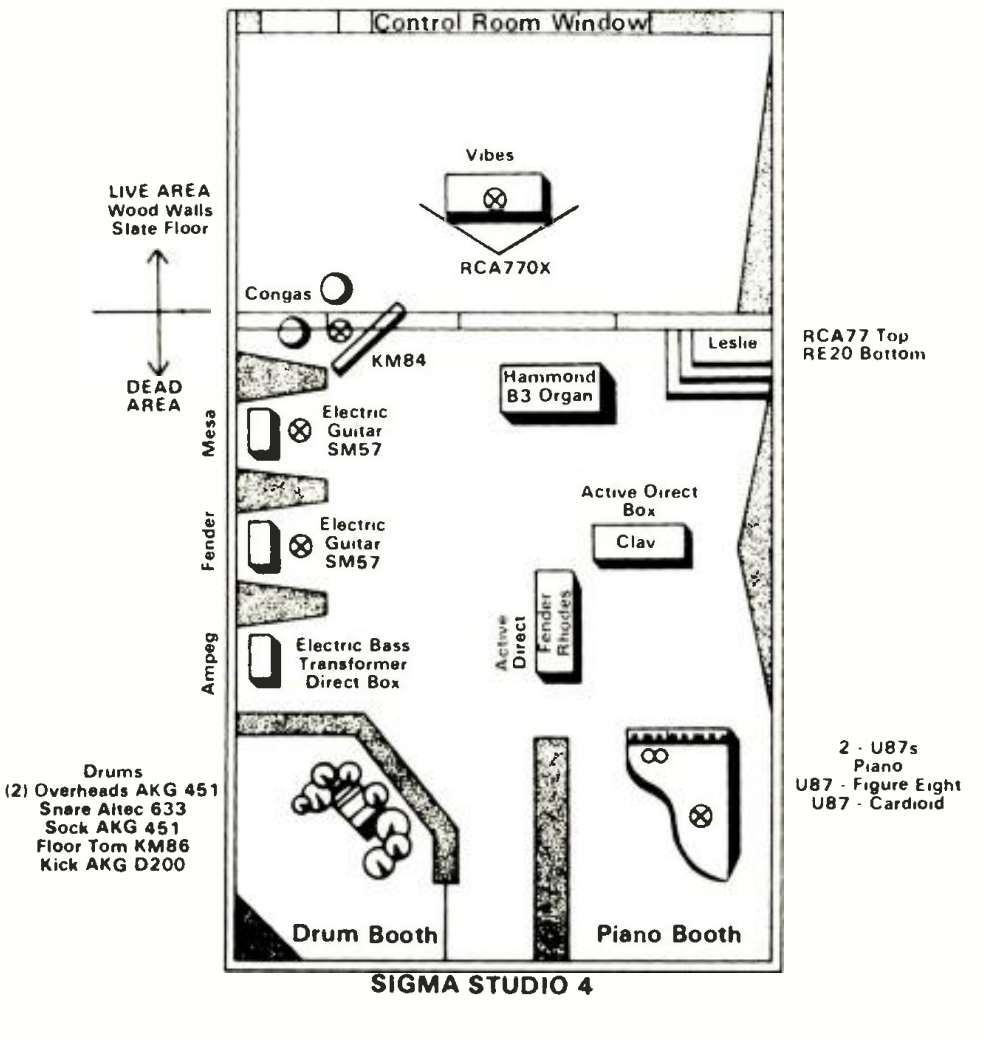 Control Room Window
Vibes
RCA770X
LIVE AREA
Wood Walls
Slate Floor
DEAD
AREA
Congas
KM84
Leslie
RCA77 Top
RE20 Bottom
Hammond
B3 Organ
Mesa
Electric
Guitar
SM57
Active Direct
Box
Clav
Fender
Electric
Guitar
SM57
Active
Direct
Fender
Rhodes
Ampeg
Electric Bass
Transformer
Direct Box
Drums
(2) Overheads AKG 451
Snare Altec 633
Sock AKG 451
Floor Tom KM86
Kick AKG D200
2 - U87s
Piano
U87 - Figure Eight
U87 - Cardioid
Drum Booth
Piano Booth
SIGMA STUDIO 4